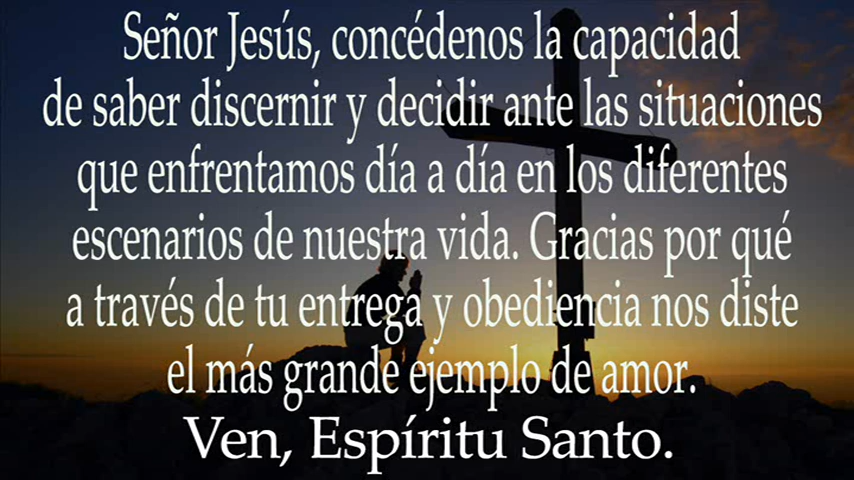 Señor Jesús, concédenos la capacidad
de saber discernir y decidir ante las situaciones
que enfrentamos día a día en los diferentes
escenarios de nuestra vida. Gracias por qué
a través de tu entrega y obediencia nos diste
el más grande ejemplo de amor.
Ven, Espíritu Santo.